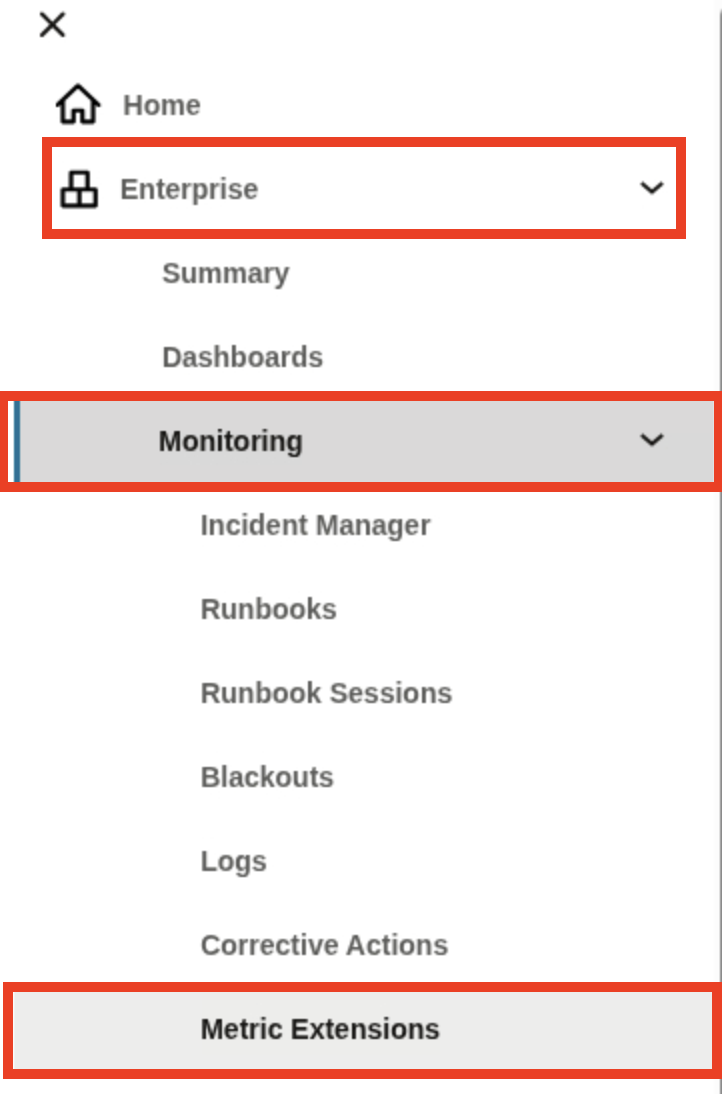 Home
Enterprise
Summary
Dashboards
Monitoring
Incident Manager
Runbooks
Runbook Sessions
Blackouts
Logs
Corrective Actions
Metric Extensions